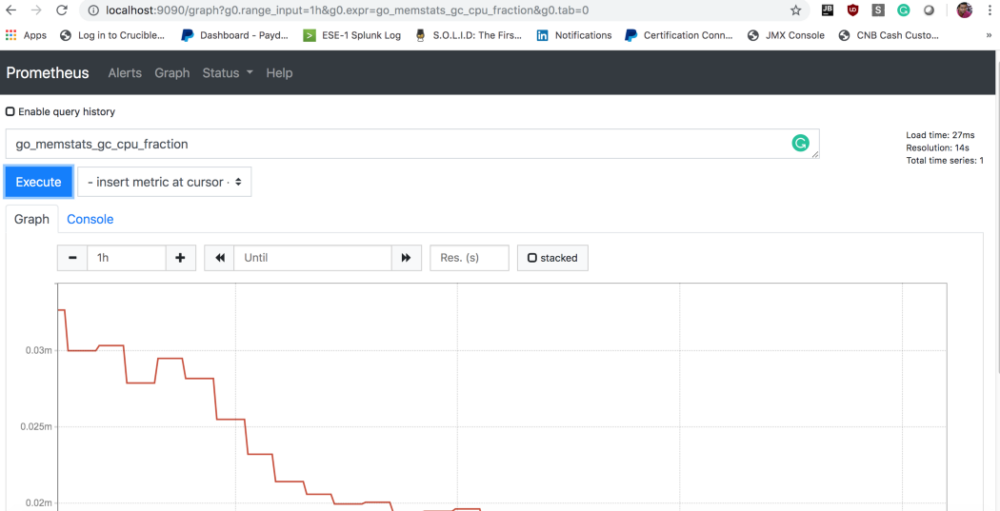 localhost:9090/graph?g0.range_input=1h&g0.expr=go_memstats_gc_cpu_fraction&g0.tab=0
JB
UD
S
G
Apps
Log in to Crucible...
Dashboard - Payd...
ESE-1 Splunk Log
S.O.L.I.D: The Firs...
in Notifications
Certification Conn...
JMX Console
CNB Cash Custo...
»
Prometheus Alerts Graph Status Help
Enable query history
go_memstats_gc_cpu_fraction
G
Load time: 27ms
Resolution: 14s
Total time series: 1
Execute
- insert metric at cursor -
Graph Console
1h
Until
Res. (s)
stacked
0.03m
0.025m
0.02m